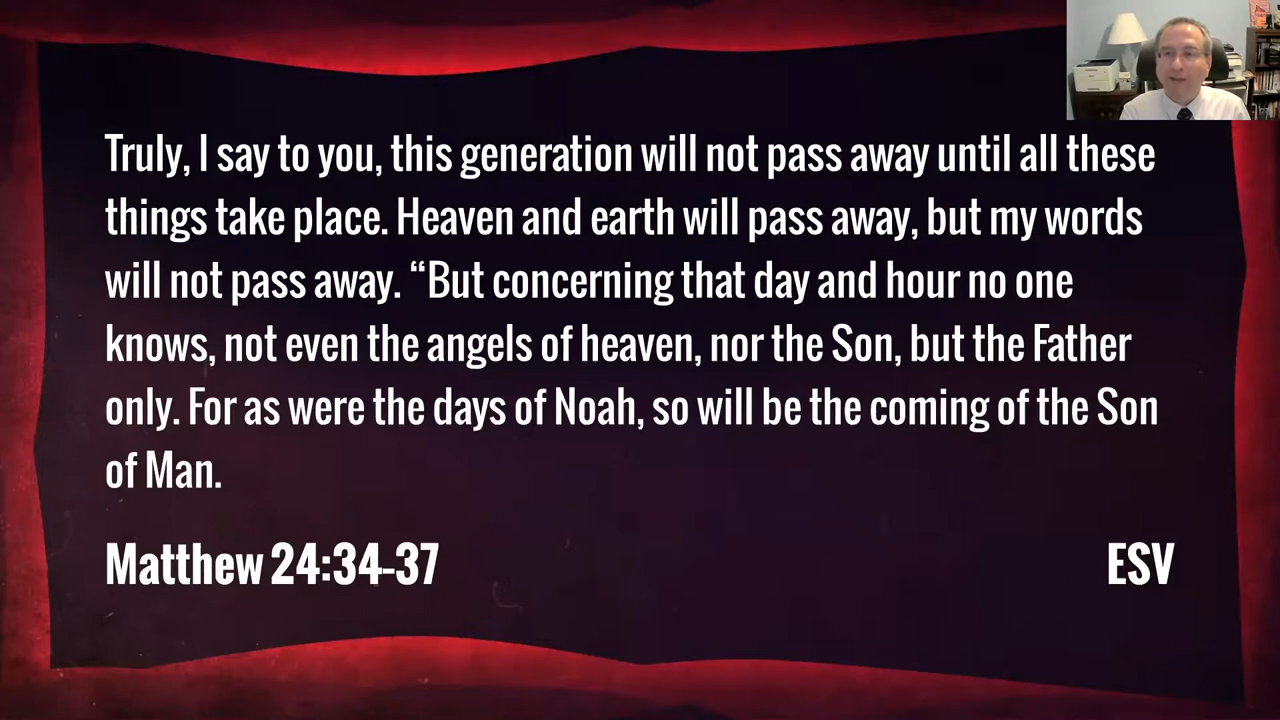 Truly, I say to you, this generation will not pass away until all these
things take place. Heaven and earth will pass away, but my words
will not pass away. “But concerning that day and hour no one
knows, not even the angels of heaven, nor the Son, but the Father
only. For as were the days of Noah, so will be the coming of the Son
of Man.
Matthew 24:34-37
ESV